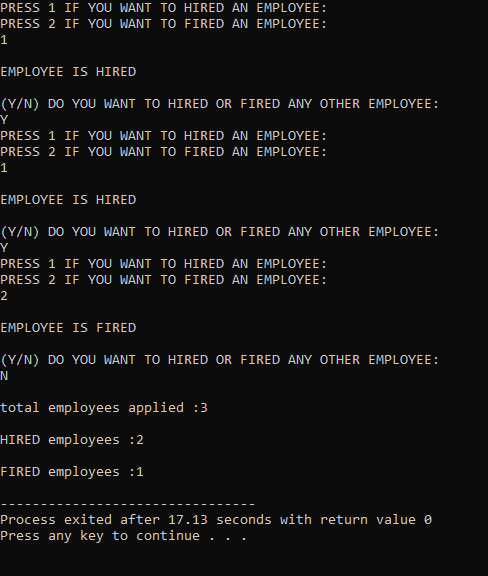 PRESS 1 IF YOU WANT TO HIRED AN EMPLOYEE:
PRESS 2 IF YOU WANT TO FIRED AN EMPLOYEE:
1
EMPLOYEE IS HIRED
(Y/N) DO YOU WANT TO HIRED OR FIRED ANY OTHER EMPLOYEE:
Y
PRESS 1 IF YOU WANT TO HIRED AN EMPLOYEE:
PRESS 2 IF YOU WANT TO FIRED AN EMPLOYEE:
1
EMPLOYEE IS HIRED
(Y/N) DO YOU WANT TO HIRED OR FIRED ANY OTHER EMPLOYEE:
Y
PRESS 1 IF YOU WANT TO HIRED AN EMPLOYEE:
PRESS 2 IF YOU WANT TO FIRED AN EMPLOYEE:
2
EMPLOYEE IS FIRED
(Y/N) DO YOU WANT TO HIRED OR FIRED ANY OTHER EMPLOYEE:
N
total employees applied :3
HIRED employees :2
FIRED employees :1
--------------------------------
Process exited after 17.13 seconds with return value 0
Press any key to continue . . .